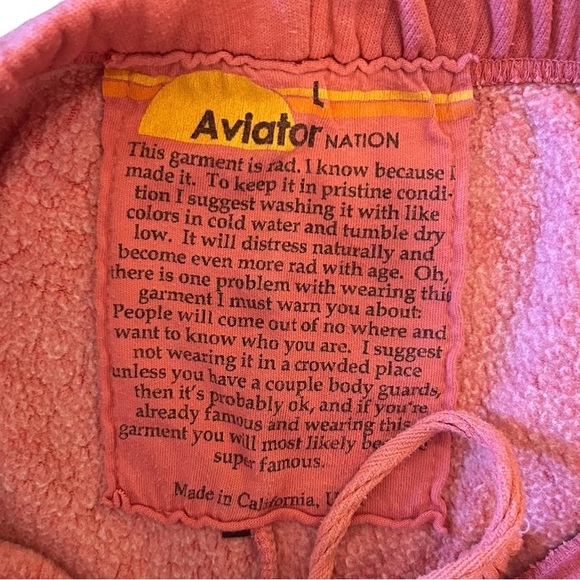 L
Aviator NATION
This garment is rad. I know because I
made it. To keep it in pristine condi-
tion I suggest washing it with like
colors in cold water and tumble dry
low. It will distress naturally and
become even more rad with age. Oh,
there is one problem with wearing this
garment I must warn you about:
People will come out of no where and
want to know who you are. I suggest
not wearing it in a crowded place
unless you have a couple body guards,
then it's probably ok, and if you're
already famous and wearing this
garment you will most likely be
super famous.
Made in California, U